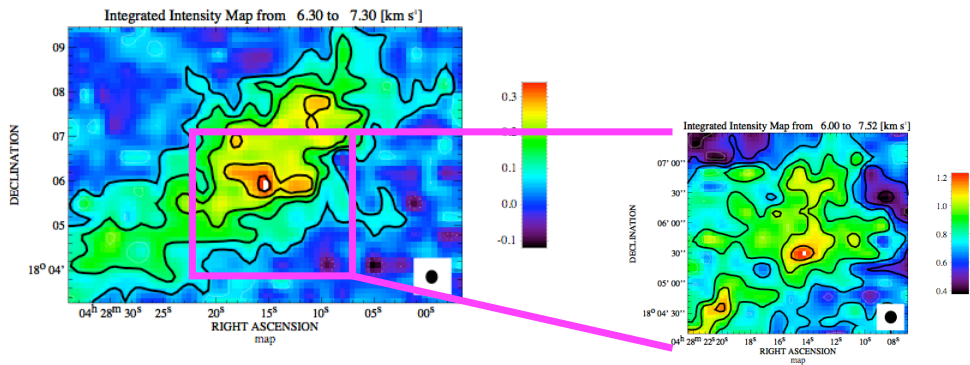 Integrated Intensity Map from 6.30 to 7.30 [km s⁻¹]
09
08
07
06
05
18° 04'
DECLINATION
04ʰ 28ᵐ 30ˢ 25ˢ 20ˢ 15ˢ 10ˢ 05ˢ 00ˢ
RIGHT ASCENSION
map
0.3
0.1
0.0
-0.1
Integrated Intensity Map from 6.00 to 7.52 [km s⁻¹]
07' 00''
30''
06' 00''
30''
05' 00''
18° 04' 30''
DECLINATION
04ʰ 28ᵐ 22ˢ 20ˢ 18ˢ 16ˢ 14ˢ 12ˢ 10ˢ 08ˢ
RIGHT ASCENSION
map
1.2
1.0
0.8
0.6
0.4